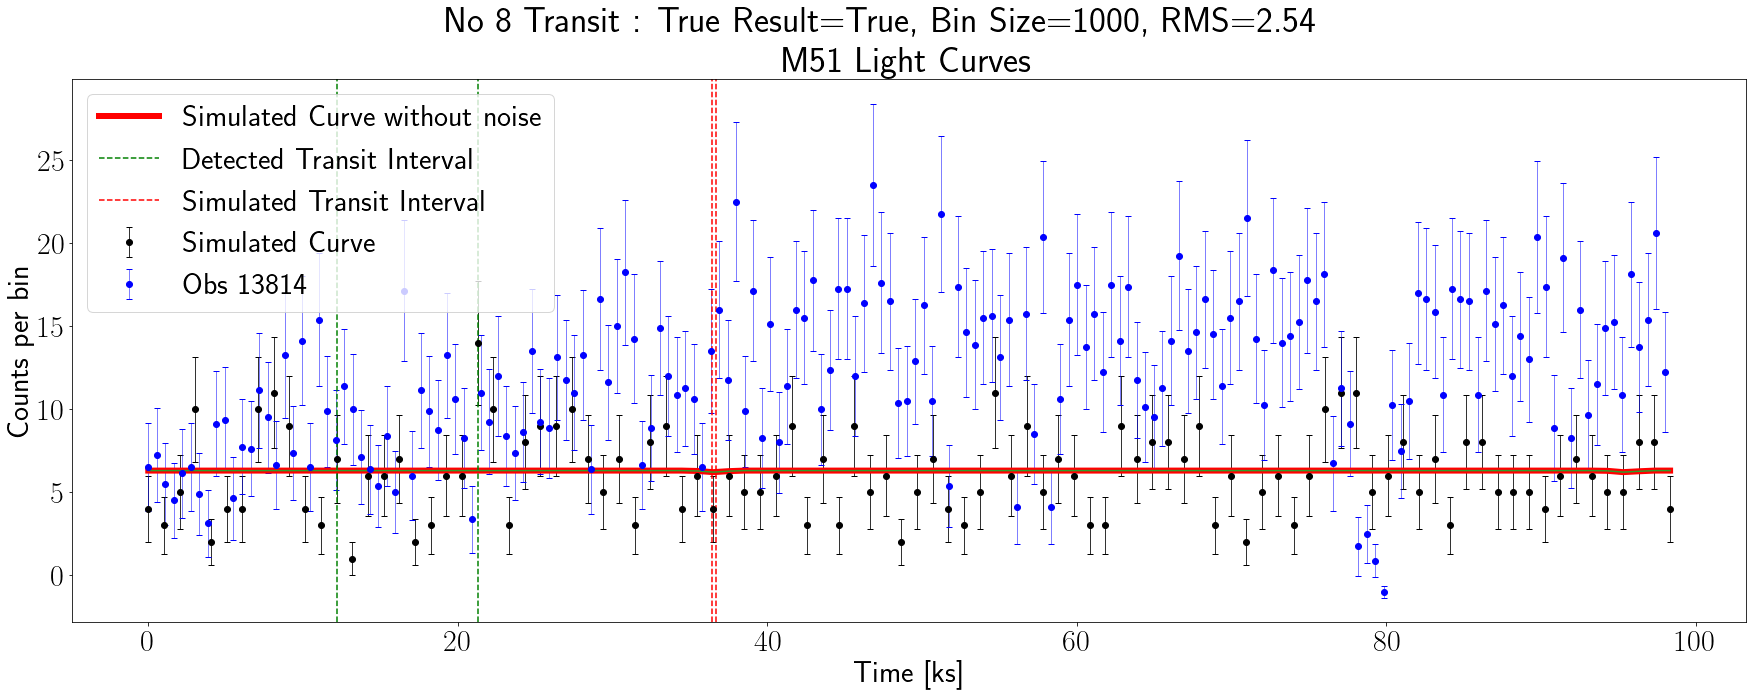 No 8 Transit : True Result=True, Bin Size=1000, RMS=2.54
M51 Light Curves
Simulated Curve without noise
Detected Transit Interval
Simulated Transit Interval
Simulated Curve
Obs 13814
Counts per bin
25
20
15
10
5
0
0 20 40 60 80 100
Time [ks]